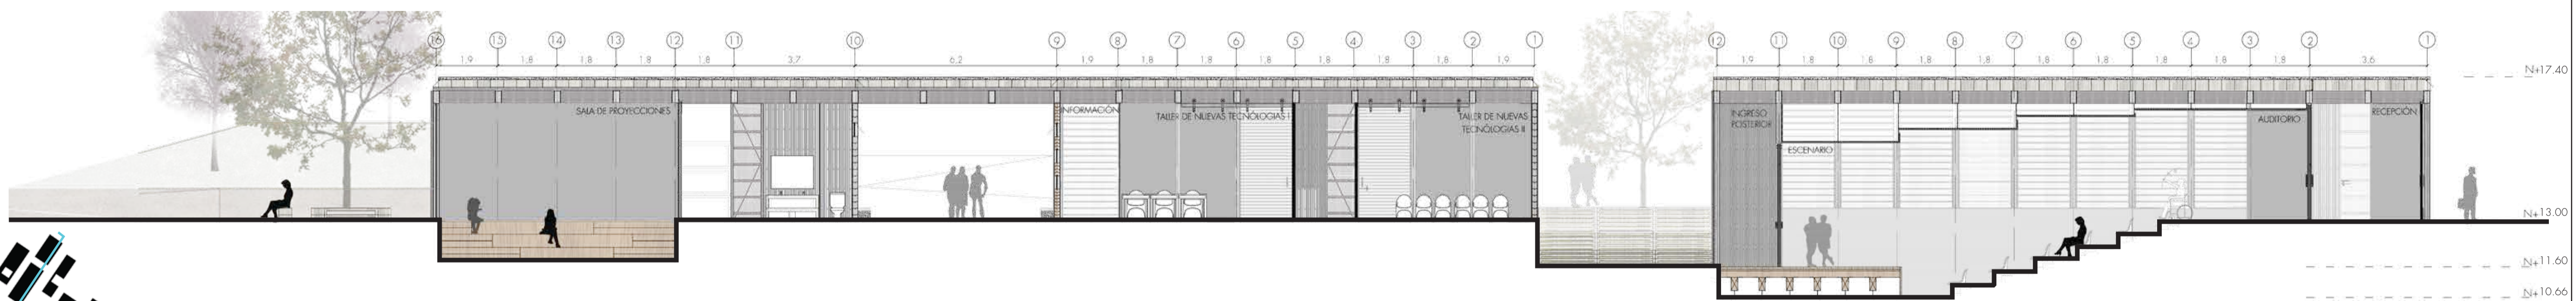 16 15 14 13 12 11 10 9 8 7 6 5 4 3 2 1 12 11 10 9 8 7 6 5 4 3 2 1
1,9 1,8 1,8 1,8 1,8 3,7 6,2 1,9 1,8 1,8 1,8 1,8 1,8 1,8 1,9 1,9 1,8 1,8 1,8 1,8 1,8 1,8 1,8 1,8 1,8 3,6
N+17.40
SALA DE PROYECCIONES
INFORMACIÓN
TALLER DE NUEVAS TECNÓLOGIAS I
TALLER DE NUEVAS
TECNÓLOGIAS II
INGRESO
POSTERIOR
ESCENARIO
AUDITORIO
RECEPCIÓN
N+13.00
N+11.60
N+10.66